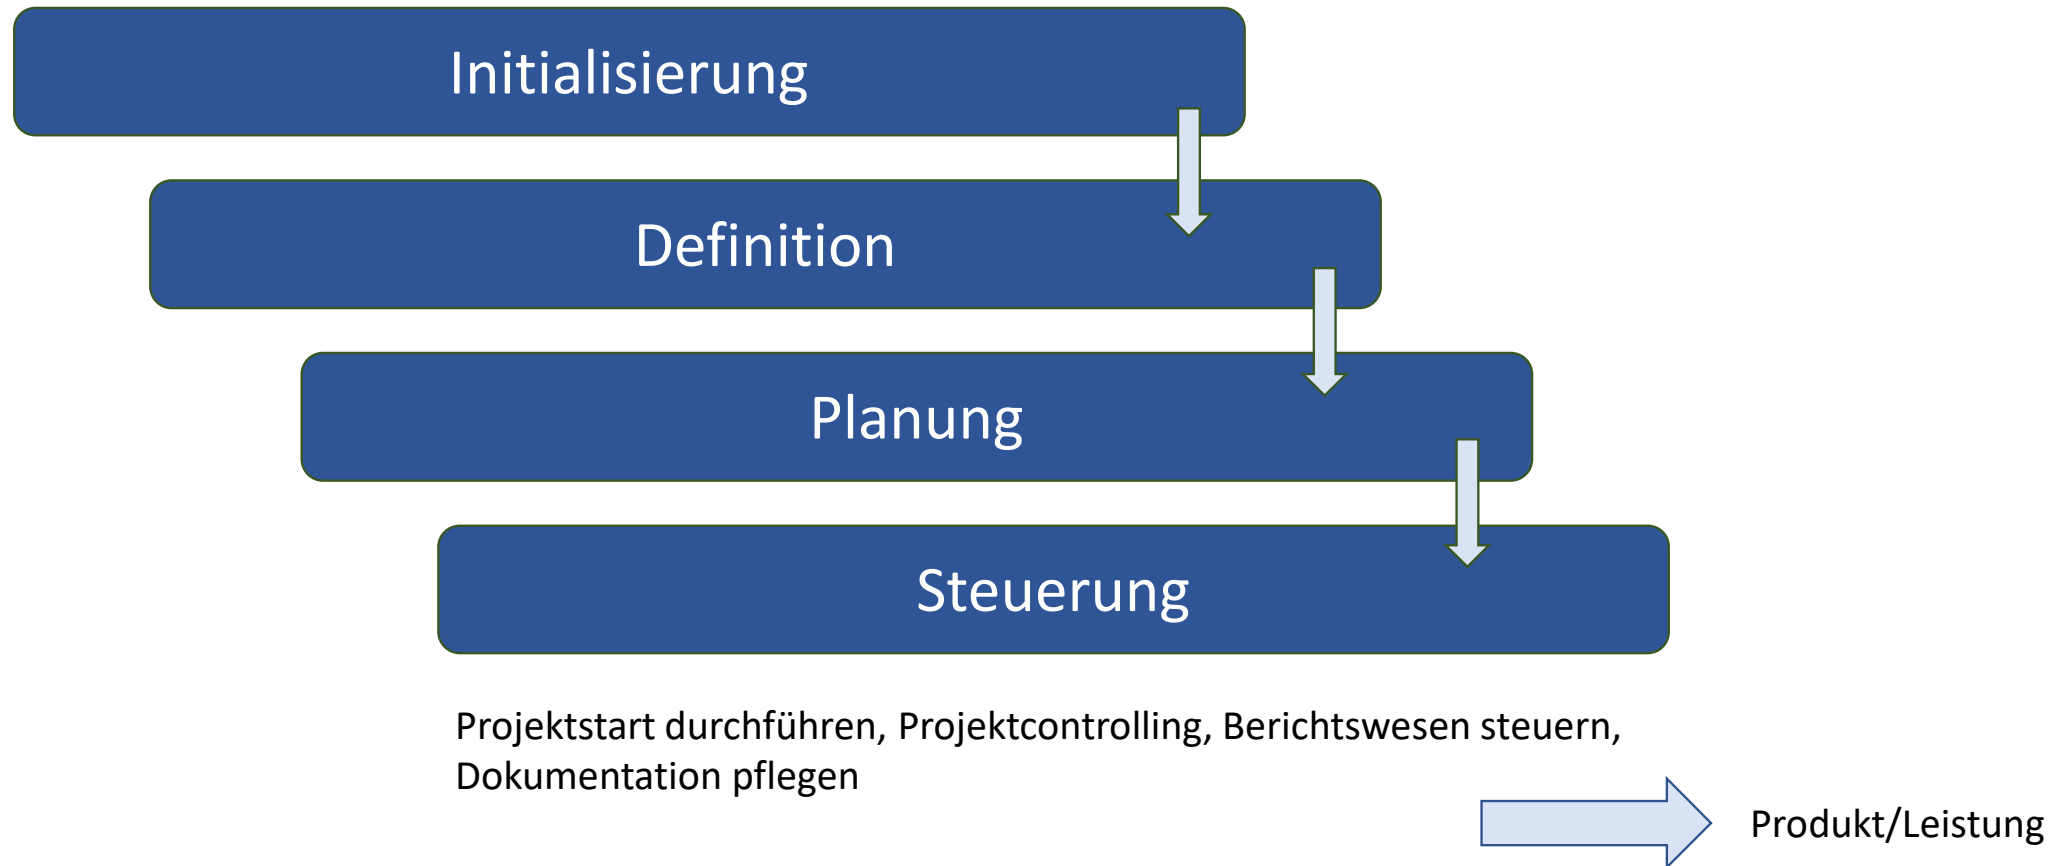 Initialisierung
Definition
Planung
Steuerung
Projektstart durchführen, Projektcontrolling, Berichtswesen steuern,
Dokumentation pflegen
Produkt/Leistung